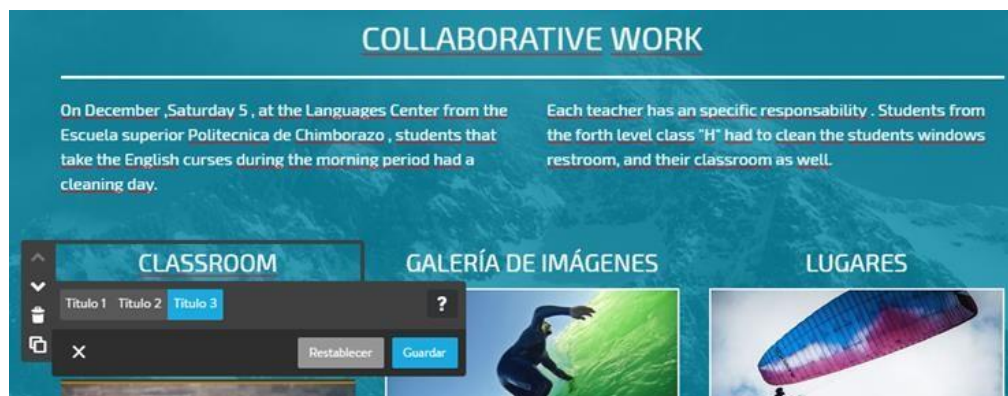 COLLABORATIVE WORK
On December ,Saturday 5 , at the Languages Center from the
Escuela superior Politecnica de Chimborazo , students that
take the English curses during the morning period had a
cleaning day.
Each teacher has an specific responsability . Students from
the forth level class "H" had to clean the students windows
restroom, and their classroom as well.
CLASSROOM
GALERÍA DE IMÁGENES
LUGARES
Título 1 Título 2 Título 3 ?
Restablecer Guardar